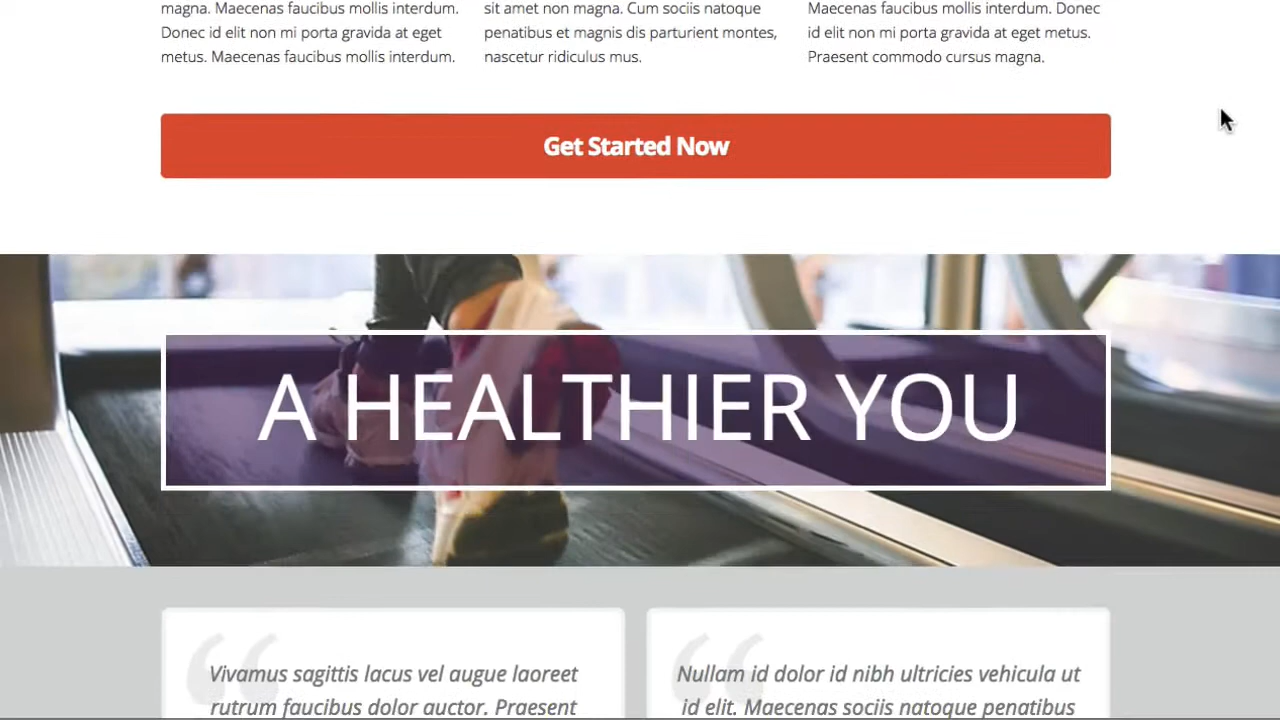 magna. Maecenas faucibus mollis interdum.
Donec id elit non mi porta gravida at eget
metus. Maecenas faucibus mollis interdum.
sit amet non magna. Cum sociis natoque
penatibus et magnis dis parturient montes,
nascetur ridiculus mus.
Maecenas faucibus mollis interdum. Donec
id elit non mi porta gravida at eget metus.
Praesent commodo cursus magna.
Get Started Now
A HEALTHIER YOU
Vivamus sagittis lacus vel augue laoreet
rutrum faucibus dolor auctor. Praesent
Nullam id dolor id nibh ultricies vehicula ut
id elit. Maecenas sociis natoque penatibus